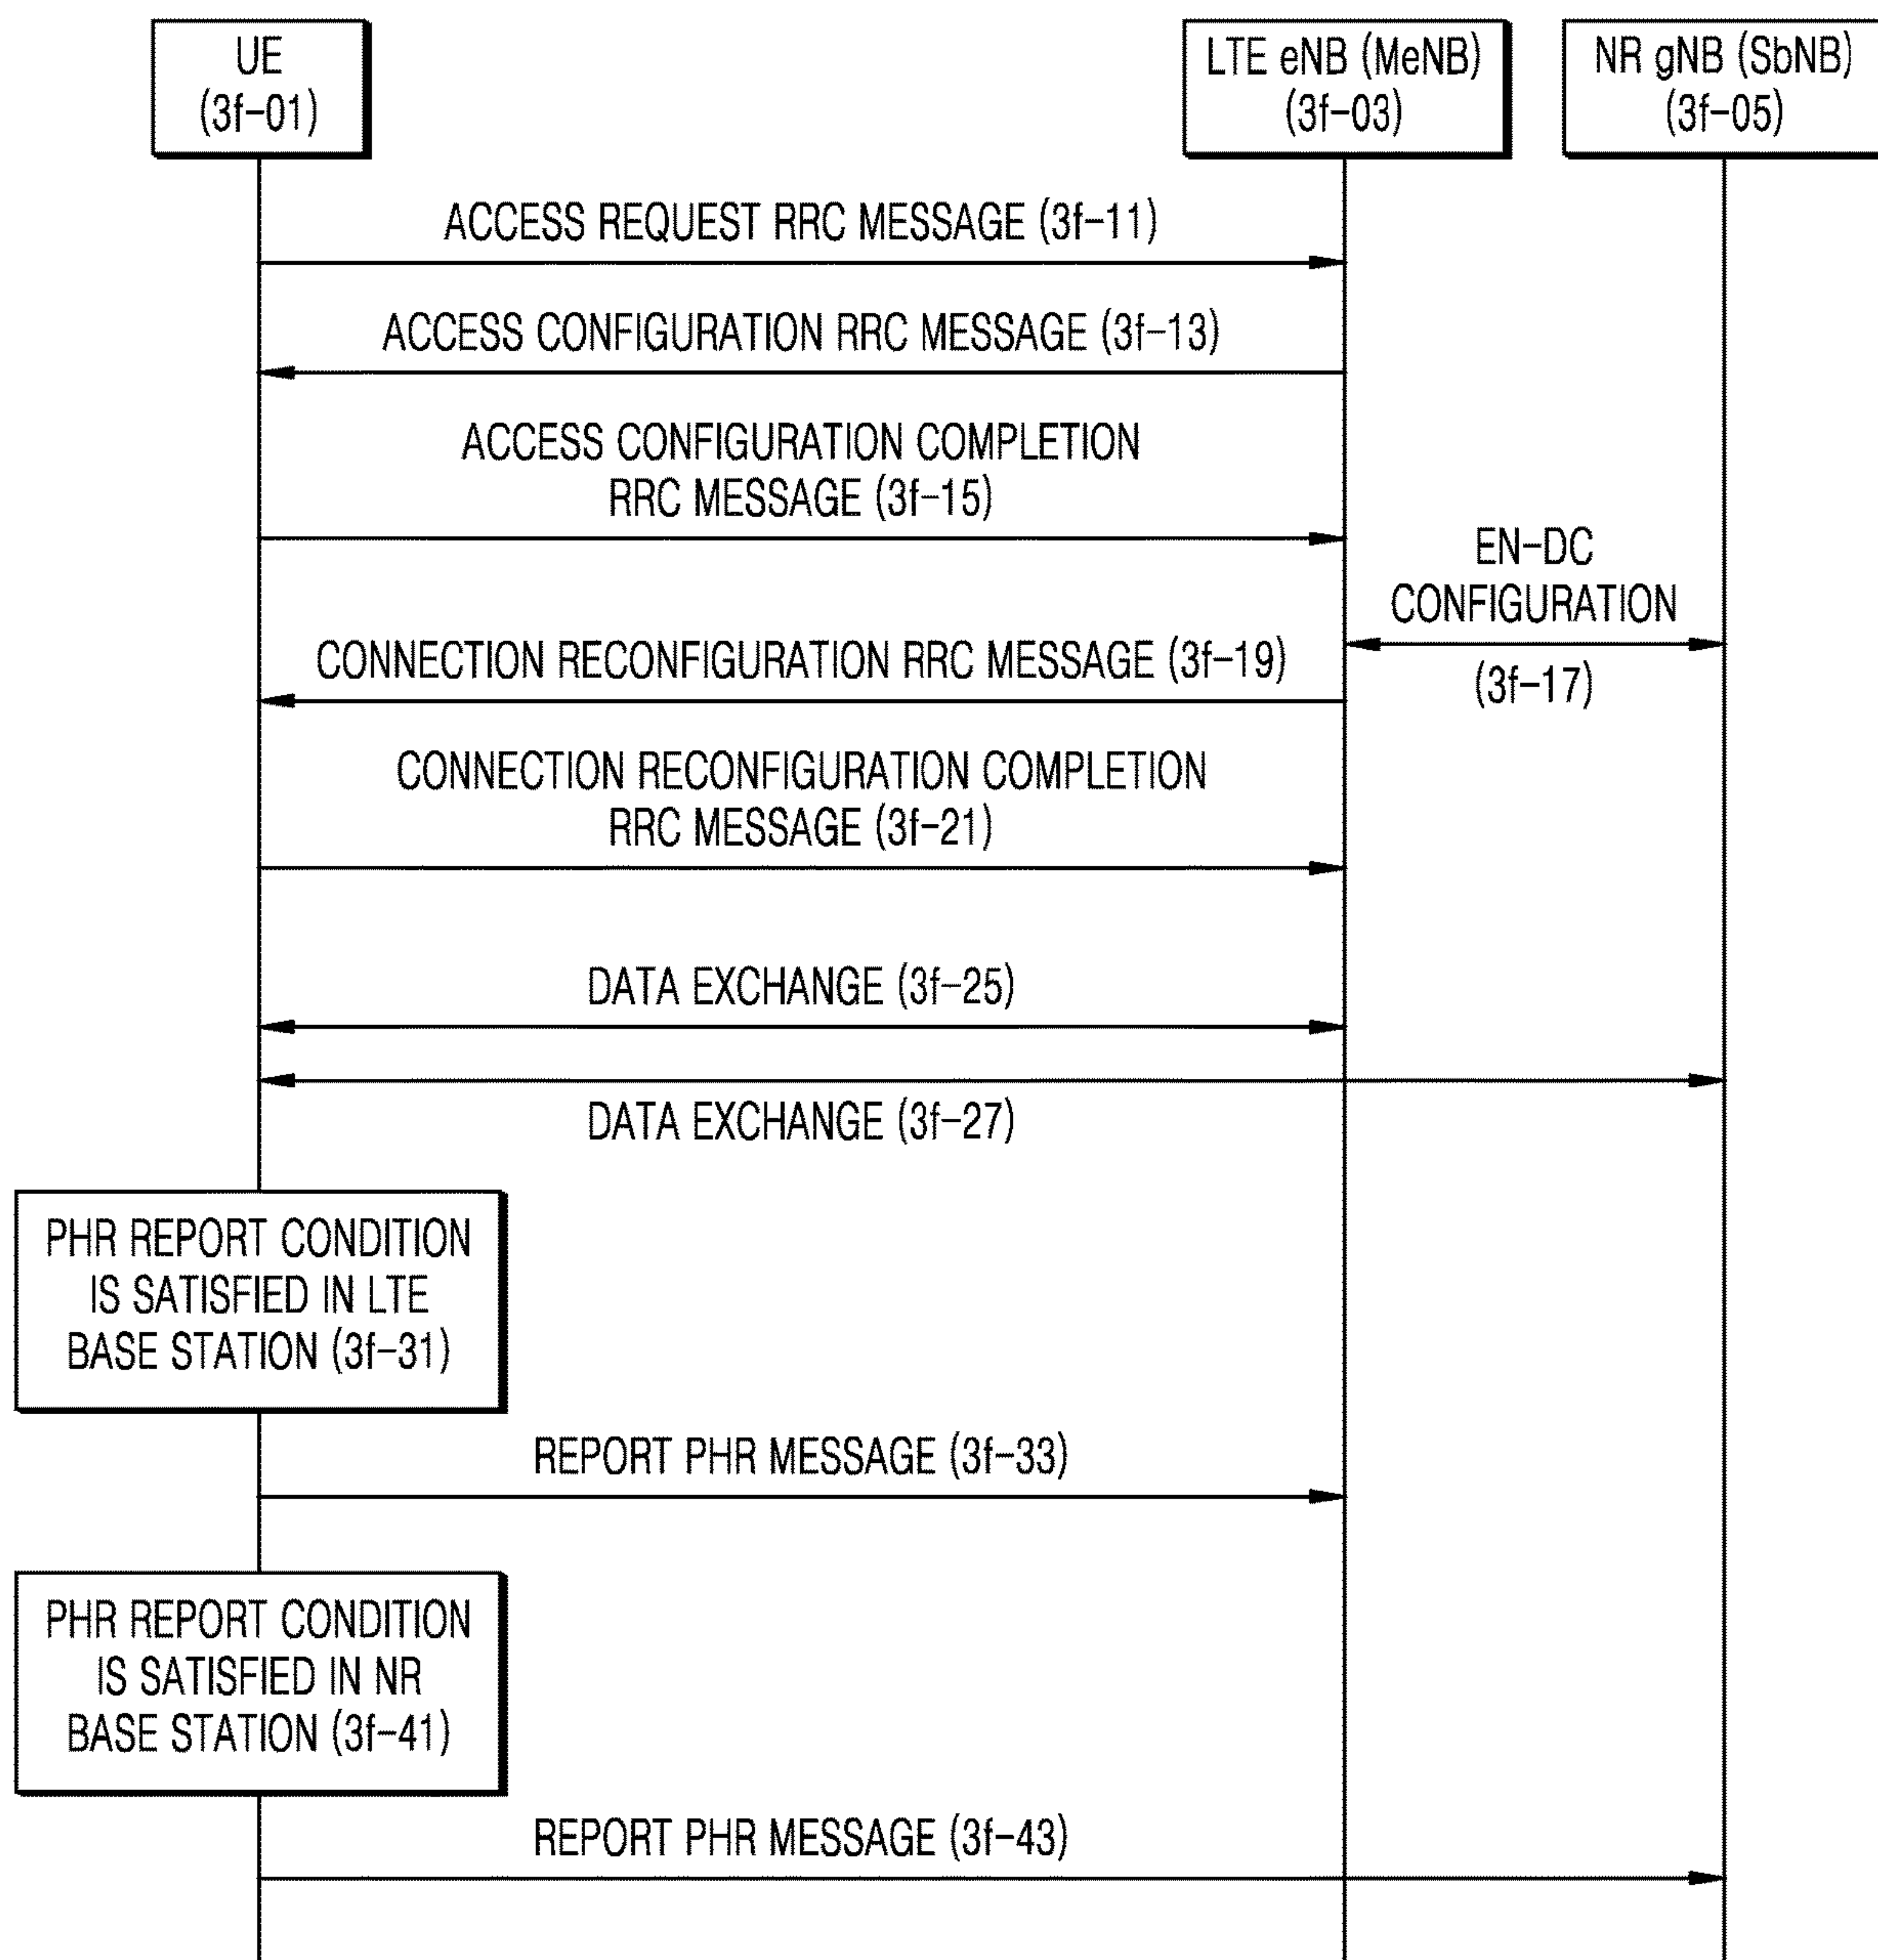 UE
(3f-01)
LTE eNB (MeNB)
(3f-03)
NR gNB (SbNB)
(3f-05)
ACCESS REQUEST RRC MESSAGE (3f-11)
ACCESS CONFIGURATION RRC MESSAGE (3f-13)
ACCESS CONFIGURATION COMPLETION
RRC MESSAGE (3f-15)
EN-DC
CONFIGURATION
(3f-17)
CONNECTION RECONFIGURATION RRC MESSAGE (3f-19)
CONNECTION RECONFIGURATION COMPLETION
RRC MESSAGE (3f-21)
DATA EXCHANGE (3f-25)
DATA EXCHANGE (3f-27)
PHR REPORT CONDITION
IS SATISFIED IN LTE
BASE STATION (3f-31)
REPORT PHR MESSAGE (3f-33)
PHR REPORT CONDITION
IS SATISFIED IN NR
BASE STATION (3f-41)
REPORT PHR MESSAGE (3f-43)